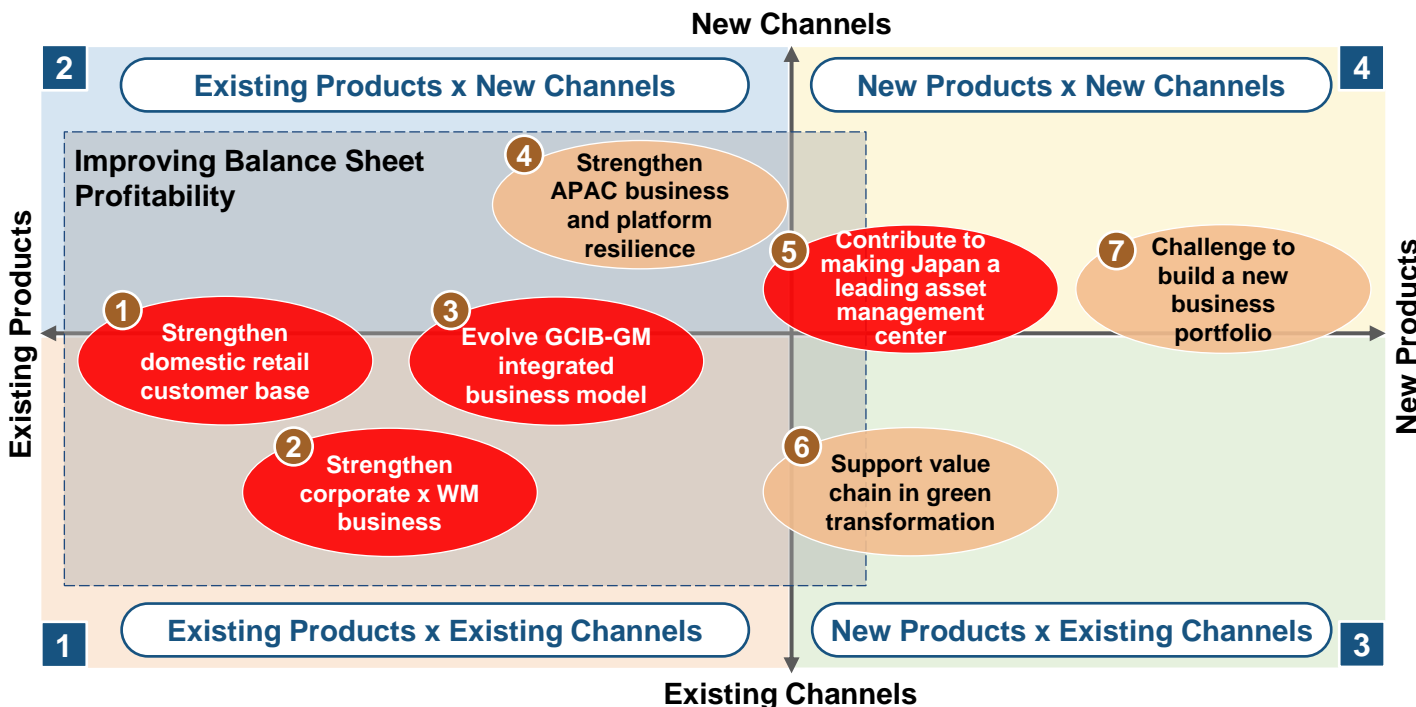 New Channels
2
Existing Products x New Channels
New Products x New Channels
4
Improving Balance Sheet
Profitability
4
Strengthen
APAC business
and platform
resilience
5
Contribute to
making Japan a
leading asset
management
center
7
Challenge to
build a new
business
portfolio
Existing Products
New Products
1
Strengthen
domestic retail
customer base
3
Evolve GCIB-GM
integrated
business model
2
Strengthen
corporate x WM
business
6
Support value
chain in green
transformation
1
Existing Products x Existing Channels
New Products x Existing Channels
3
Existing Channels